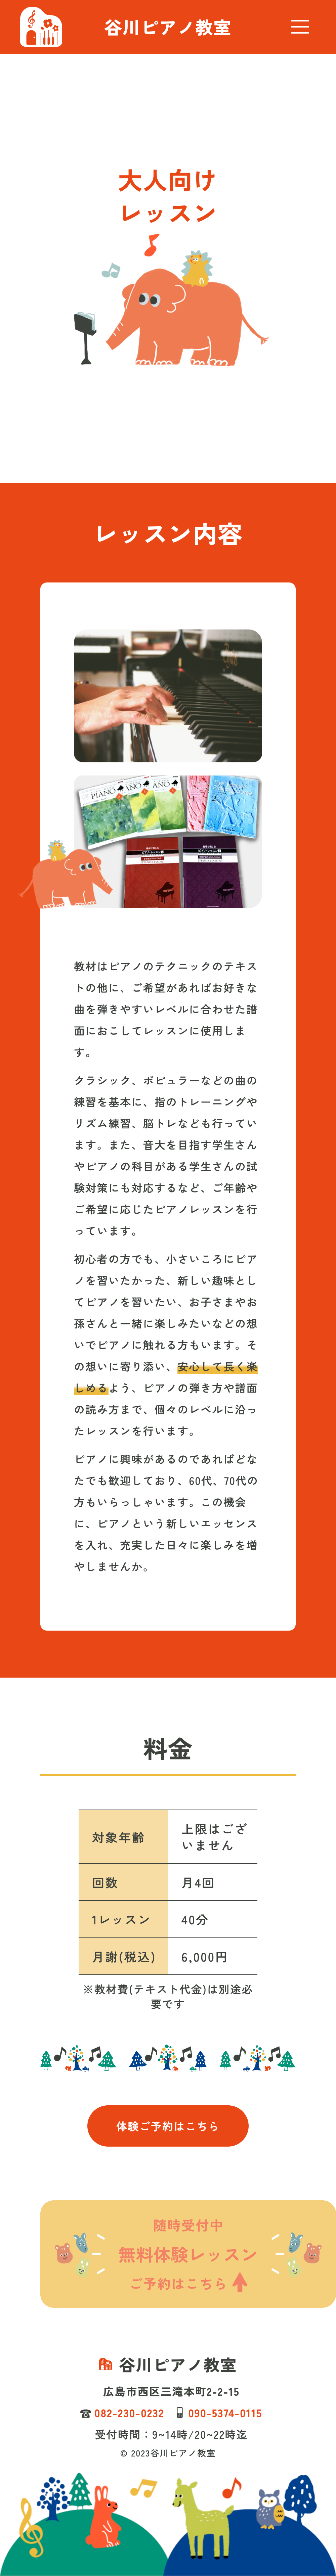 谷川ピアノ教室
大人向け
レッスン
レッスン内容
PIANO
PIANO
PIANO
教材はピアノのテクニックのテキス
トの他に、ご希望があればお好きな
曲を弾きやすいレベルに合わせた譜
面におこしてレッスンに使用しま
す。
クラシック、ポピュラーなどの曲の
練習を基本に、指のトレーニングや
リズム練習、脳トレなども行ってい
ます。また、音大を目指す学生さん
やピアノの科目がある学生さんの試
験対策にも対応するなど、ご年齢や
ご希望に応じたピアノレッスンを行
っています。
初心者の方でも、小さいころにピア
ノを習いたかった、新しい趣味とし
てピアノを習いたい、お子さまやお
孫さんと一緒に楽しみたいなどの想
いでピアノに触れる方もいます。そ
の想いに寄り添い、安心して長く楽
しめるよう、ピアノの弾き方や譜面
の読み方まで、個々のレベルに沿っ
たレッスンを行います。
ピアノに興味があるのであればどな
たでも歓迎しており、60代、70代の
方もいらっしゃいます。この機会
に、ピアノという新しいエッセンス
を入れ、充実した日々に楽しみを増
やしませんか。
料金
対象年齢 上限はござ
いません
回数 月4回
1レッスン 40分
月謝(税込) 6,000円
※教材費(テキスト代金)は別途必
要です
体験ご予約はこちら
随時受付中
無料体験レッスン
ご予約はこちら
谷川ピアノ教室
広島市西区三滝本町2-2-15
082-230-0232 090-5374-0115
受付時間：9~14時/20~22時迄
© 2023谷川ピアノ教室